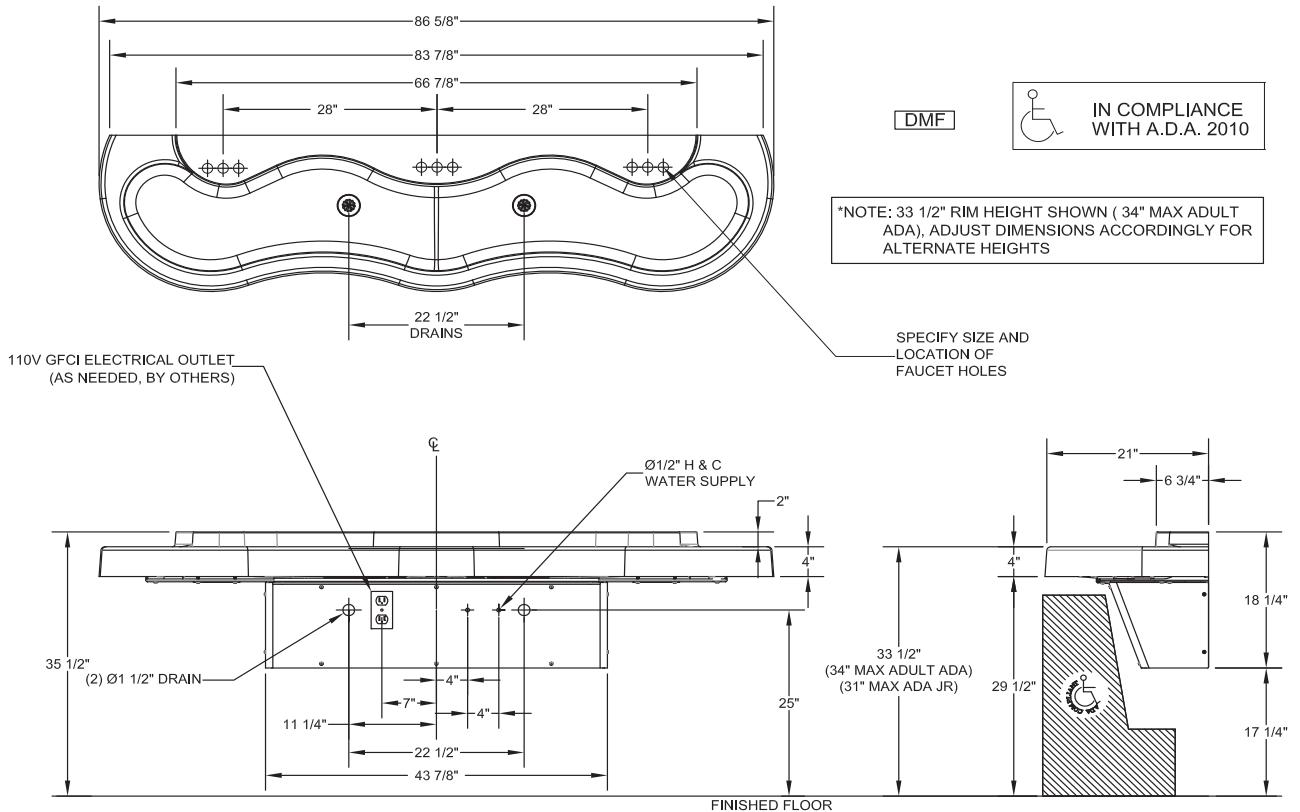 86 5/8"
83 7/8"
66 7/8"
28"
28"
DMF
IN COMPLIANCE
WITH A.D.A. 2010
*NOTE: 33 1/2" RIM HEIGHT SHOWN ( 34" MAX ADULT
ADA), ADJUST DIMENSIONS ACCORDINGLY FOR
ALTERNATE HEIGHTS
22 1/2"
DRAINS
SPECIFY SIZE AND
LOCATION OF
FAUCET HOLES
110V GFCI ELECTRICAL OUTLET
(AS NEEDED, BY OTHERS)
℄
Ø1/2" H & C
WATER SUPPLY
2"
4"
35 1/2"
(2) Ø1 1/2" DRAIN
4"
7"
4"
11 1/4"
22 1/2"
43 7/8"
25"
21"
6 3/4"
4"
18 1/4"
33 1/2"
(34" MAX ADULT ADA)
(31" MAX ADA JR)
29 1/2"
ADA COMPLIANT
17 1/4"
FINISHED FLOOR